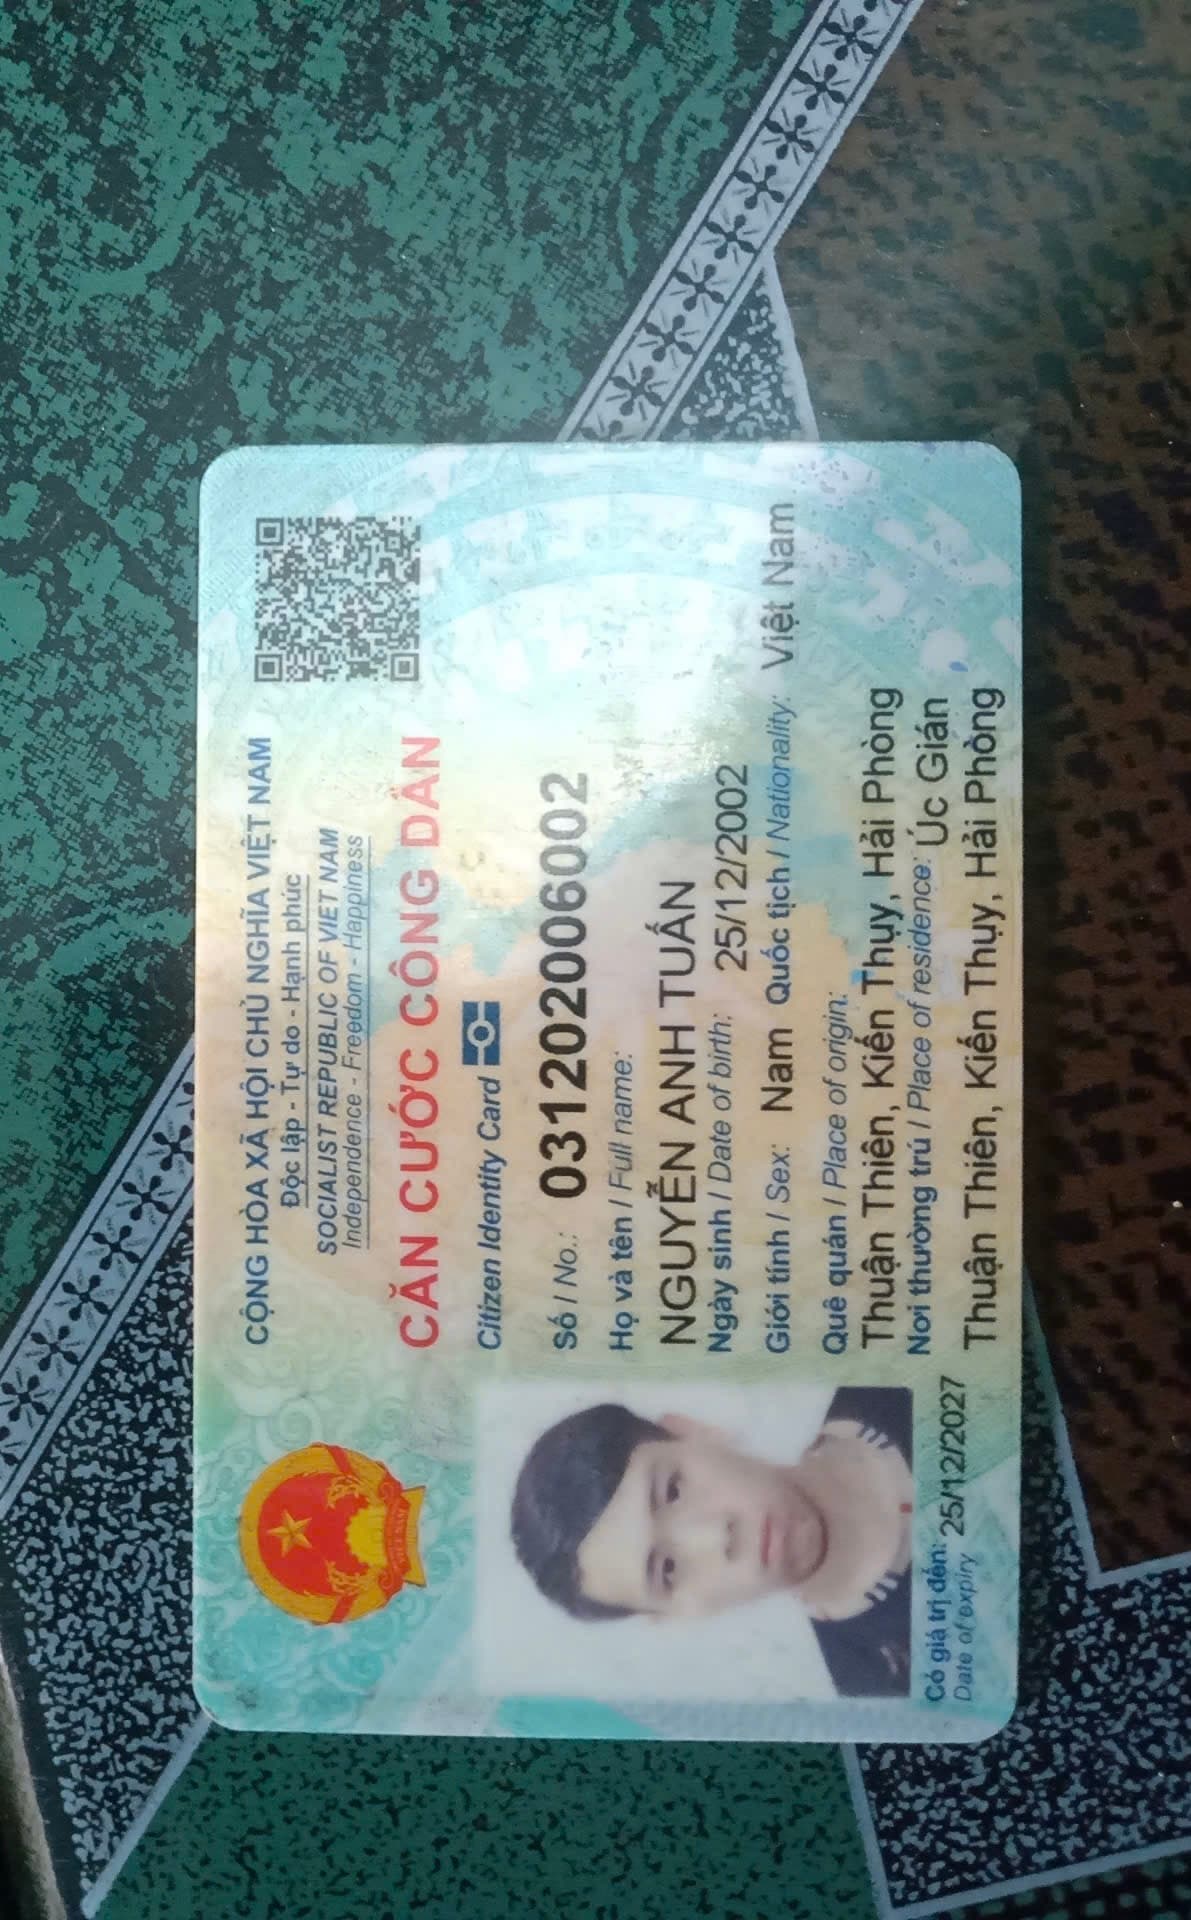 CỘNG HÒA XÃ HỘI CHỦ NGHĨA VIỆT NAM
Độc lập - Tự do - Hạnh phúc
SOCIALIST REPUBLIC OF VIET NAM
Independence - Freedom - Happiness
CĂN CƯỚC CÔNG DÂN
Citizen Identity Card
Số / No.: 031202006002
Họ và tên / Full name:
NGUYỄN ANH TUẤN
Ngày sinh / Date of birth: 25/12/2002
Giới tính / Sex: Nam Quốc tịch / Nationality: Việt Nam
Quê quán / Place of origin:
Thuận Thiên, Kiến Thụy, Hải Phòng
Nơi thường trú / Place of residence: Úc Gián
Thuận Thiên, Kiến Thụy, Hải Phòng
Có giá trị đến: 25/12/2027
Date of expiry